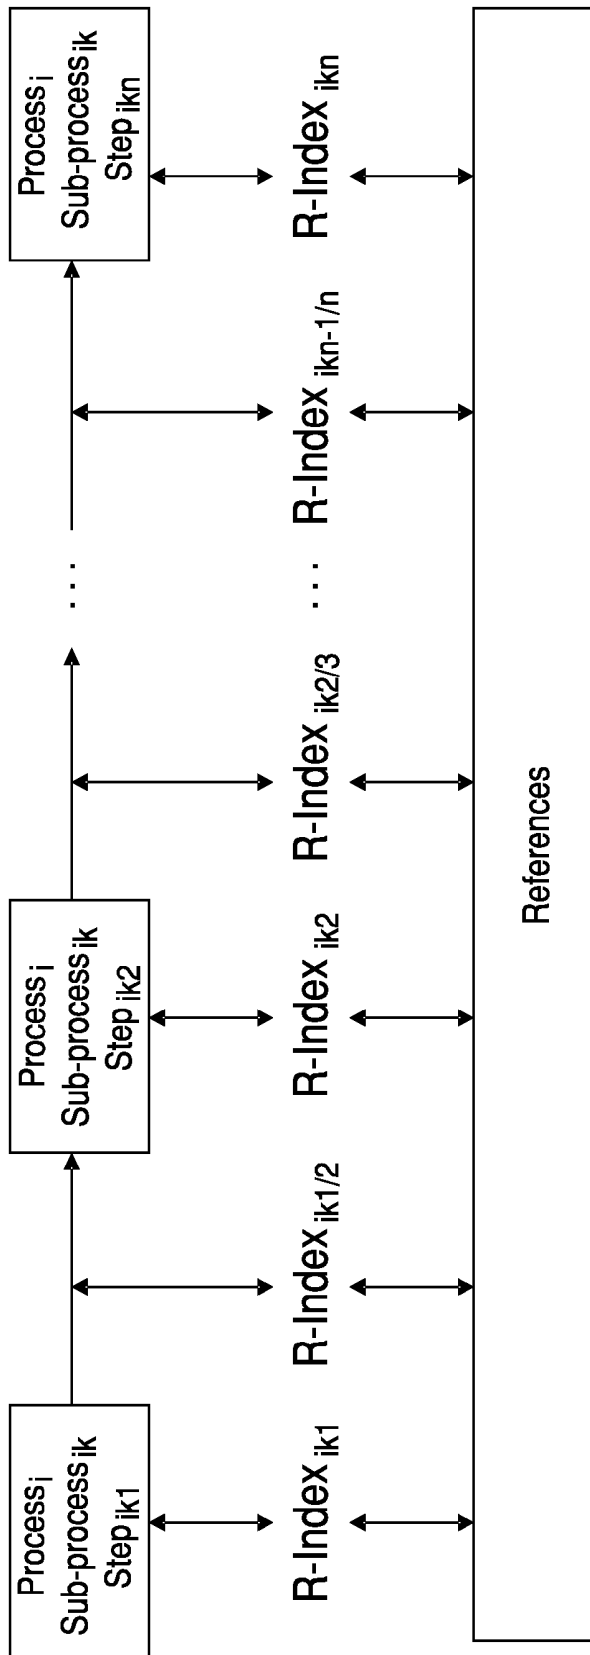 Process i
Sub-process ik
Step ik1
Process i
Sub-process ik
Step ik2
. . .
Process i
Sub-process ik
Step ikn
R-Index ik1
R-Index ik1/2
R-Index ik2
R-Index ik2/3
. . .
R-Index ikn-1/n
R-Index ikn
References